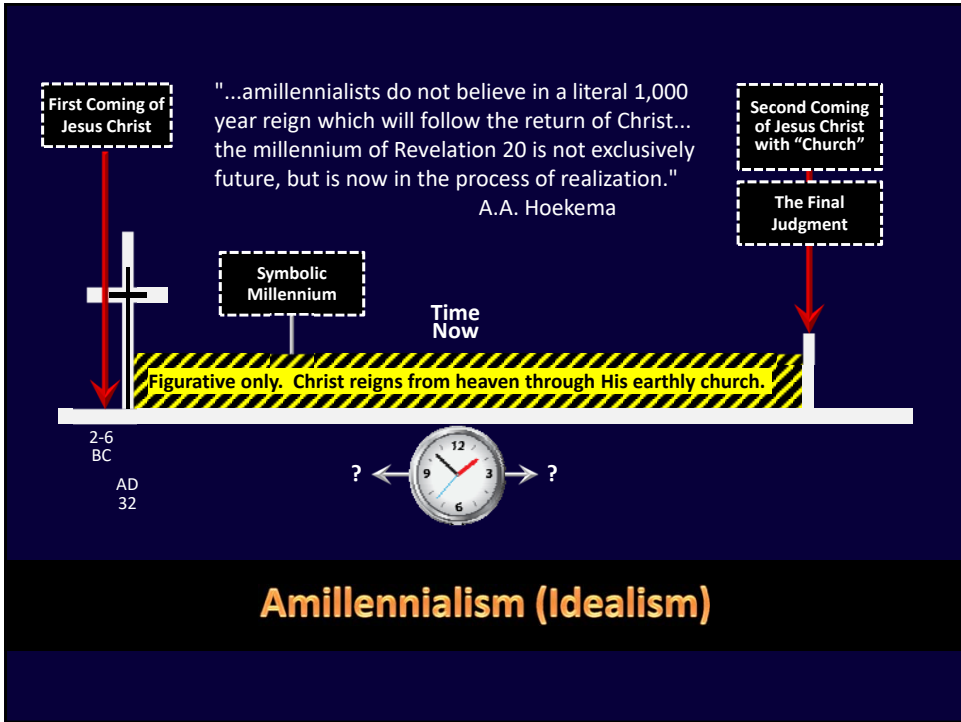 First Coming of
Jesus Christ
"...amillennialists do not believe in a literal 1,000
year reign which will follow the return of Christ...
the millennium of Revelation 20 is not exclusively
future, but is now in the process of realization."
A.A. Hoekema
Second Coming
of Jesus Christ
with “Church”
The Final
Judgment
Symbolic
Millennium
Time
Now
Figurative only.  Christ reigns from heaven through His earthly church.
2-6
BC
AD
32
?
12
9
3
6
?
Amillennialism (Idealism)